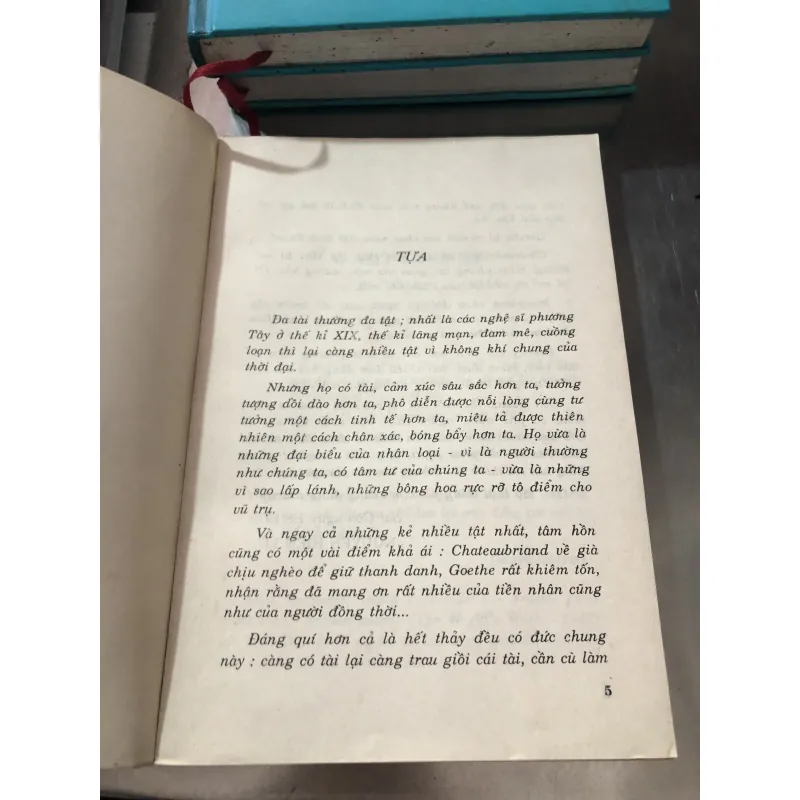 TỰA
Đa tài thường đa tật ; nhất là các nghệ sĩ phương
Tây ở thế kỉ XIX, thế kỉ lãng mạn, đam mê, cuồng
loạn thì lại càng nhiều tật vì không khí chung của
thời đại.
Nhưng họ có tài, cảm xúc sâu sắc hơn ta, tưởng
tượng dồi dào hơn ta, phô diễn được nỗi lòng cùng tư
tưởng một cách tinh tế hơn ta, miêu tả được thiên
nhiên một cách chân xác, bóng bẩy hơn ta. Họ vừa là
những đại biểu của nhân loại - vì là người thường
như chúng ta, có tâm tư của chúng ta - vừa là những
vì sao lấp lánh, những bông hoa rực rỡ tô điểm cho
vũ trụ.
Và ngay cả những kẻ nhiều tật nhất, tâm hồn
cũng có một vài điểm khả ái : Chateaubriand về già
chịu nghèo để giữ thanh danh, Goethe rất khiêm tốn,
nhận rằng đã mang ơn rất nhiều của tiền nhân cũng
như của người đồng thời...
Đáng quí hơn cả là hết thảy đều có đức chung
này : càng có tài lại càng trau giồi cái tài, cần cù làm
5